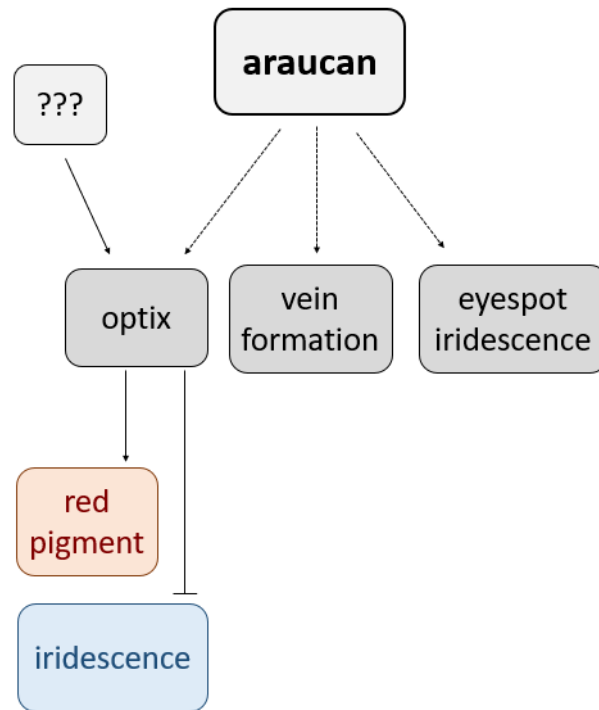 araucan
???
optix
vein
formation
eyespot
iridescence
red
pigment
iridescence